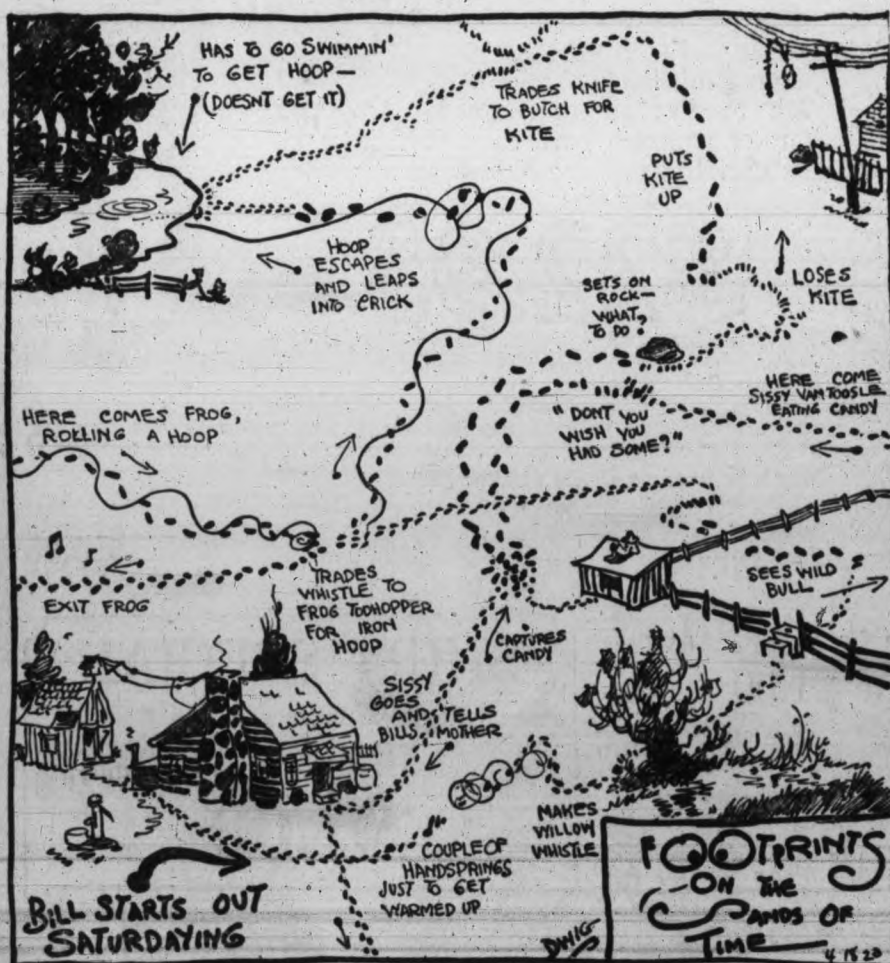 HAS TO GO SWIMMIN'
TO GET HOOP—
(DOESNT GET IT)
TRADES KNIFE
TO BUTCH FOR
KITE
PUTS
KITE
UP
LOSES
KITE
HOOP
ESCAPES
AND LEAPS
INTO CRICK
SETS ON
ROCK—
WHAT
TO DO?
HERE COME
SISSY VAN TOOSLE
EATING CANDY
"DONT YOU
WISH YOU
HAD SOME?"
HERE COMES FROG,
ROLLING A HOOP
EXIT FROG
TRADES
WHISTLE TO
FROG TODHOPPER
FOR IRON
HOOP
SEES WILD
BULL
CAPTURES
CANDY
SISSY
GOES
AND TELLS
BILLS MOTHER
MAKES
WILLOW
WHISTLE
COUPLE OF
HANDSPRINGS
JUST TO GET
WARMED UP
BILL STARTS OUT
SATURDAYING
DWIG
FOOTPRINTS
—ON THE
SANDS OF
TIME—
4 18 23